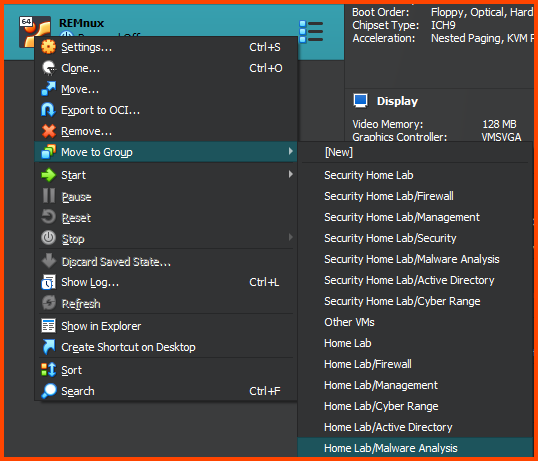 64
REMnux
Powered Off
Settings... Ctrl+S
Clone... Ctrl+O
Move...
Export to OCI...
Remove...
Move to Group
Start
Pause
Reset
Stop
Discard Saved State...
Show Log... Ctrl+L
Refresh
Show in Explorer
Create Shortcut on Desktop
Sort
Search Ctrl+F
Boot Order: Floppy, Optical, Hard
Chipset Type: ICH9
Acceleration: Nested Paging, KVM P
Display
Video Memory: 128 MB
Graphics Controller: VMSVGA
[New]
Security Home Lab
Security Home Lab/Firewall
Security Home Lab/Management
Security Home Lab/Security
Security Home Lab/Malware Analysis
Security Home Lab/Active Directory
Security Home Lab/Cyber Range
Other VMs
Home Lab
Home Lab/Firewall
Home Lab/Management
Home Lab/Cyber Range
Home Lab/Active Directory
Home Lab/Malware Analysis